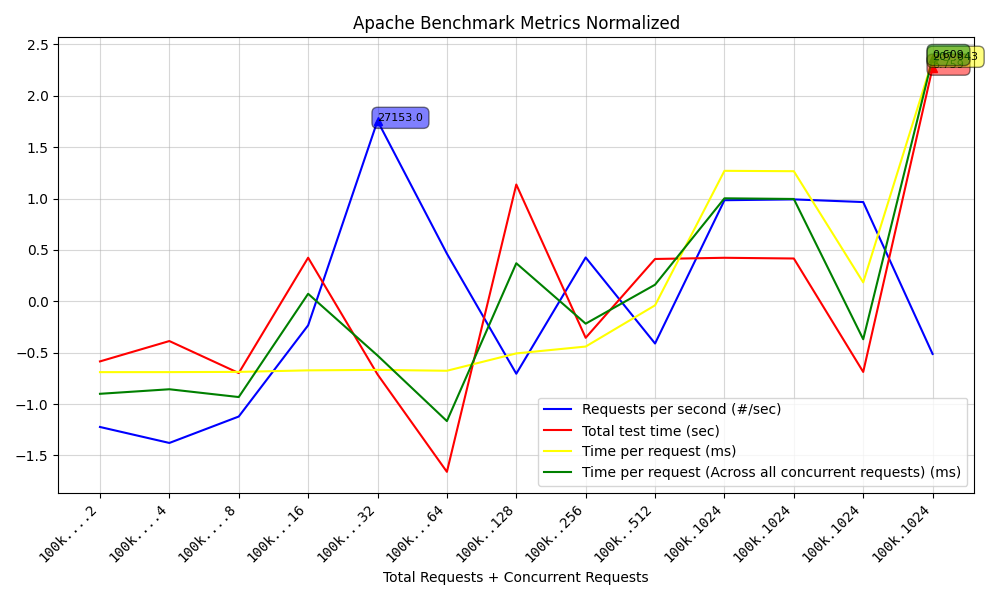 Apache Benchmark Metrics Normalized
2.5
2.0
1.5
1.0
0.5
0.0
−0.5
−1.0
−1.5
27153.0
0.609
Requests per second (#/sec)
Total test time (sec)
Time per request (ms)
Time per request (Across all concurrent requests) (ms)
100k....2
100k....4
100k....8
100k...16
100k...32
100k...64
100k..128
100k..256
100k..512
100k.1024
100k.1024
100k.1024
100k.1024
Total Requests + Concurrent Requests